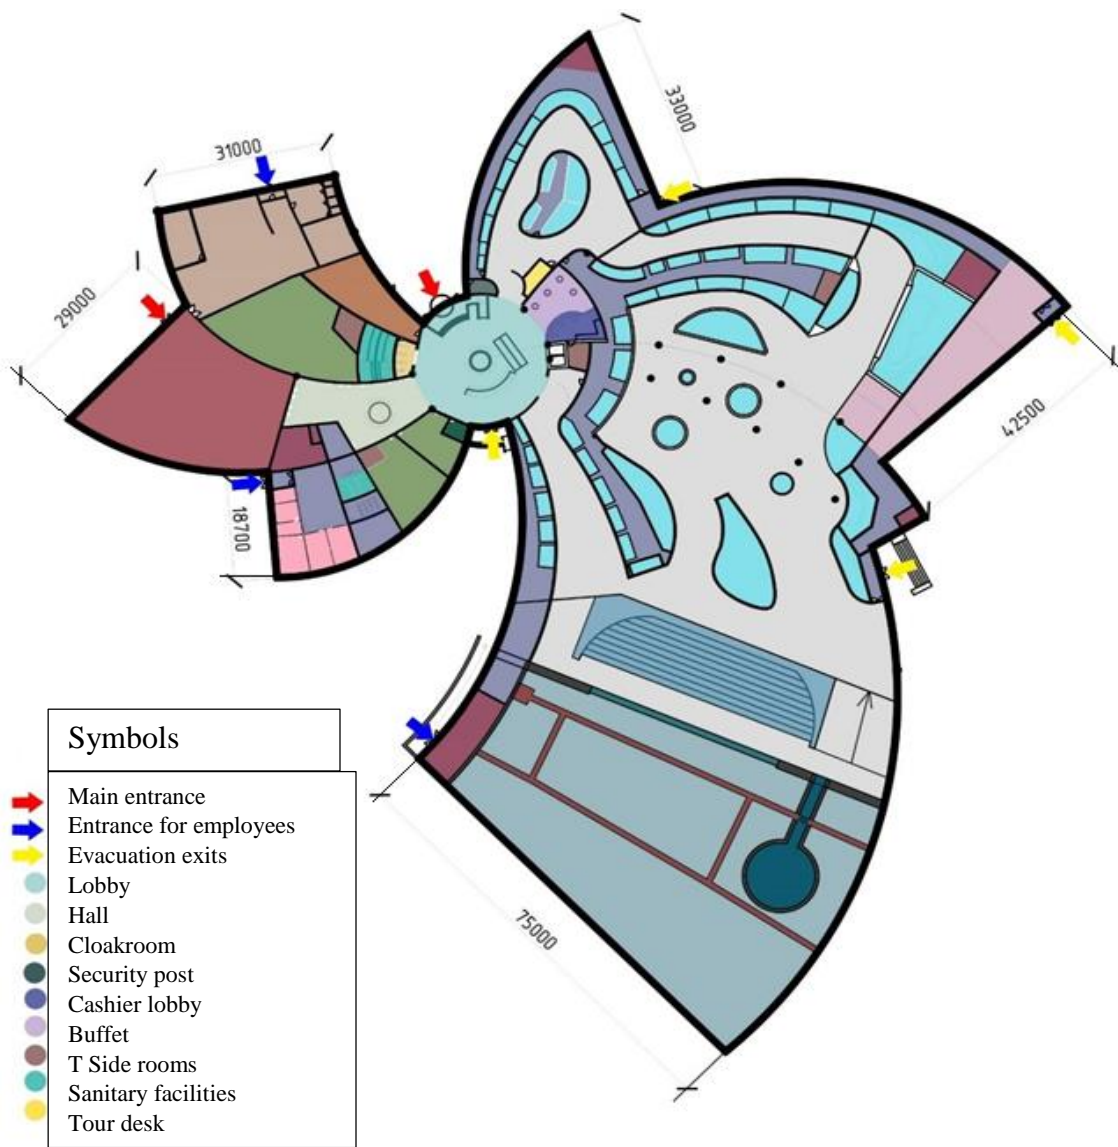 33000
31000
29000
42500
18700
75000
Symbols
Main entrance
Entrance for employees
Evacuation exits
Lobby
Hall
Cloakroom
Security post
Cashier lobby
Buffet
T Side rooms
Sanitary facilities
Tour desk